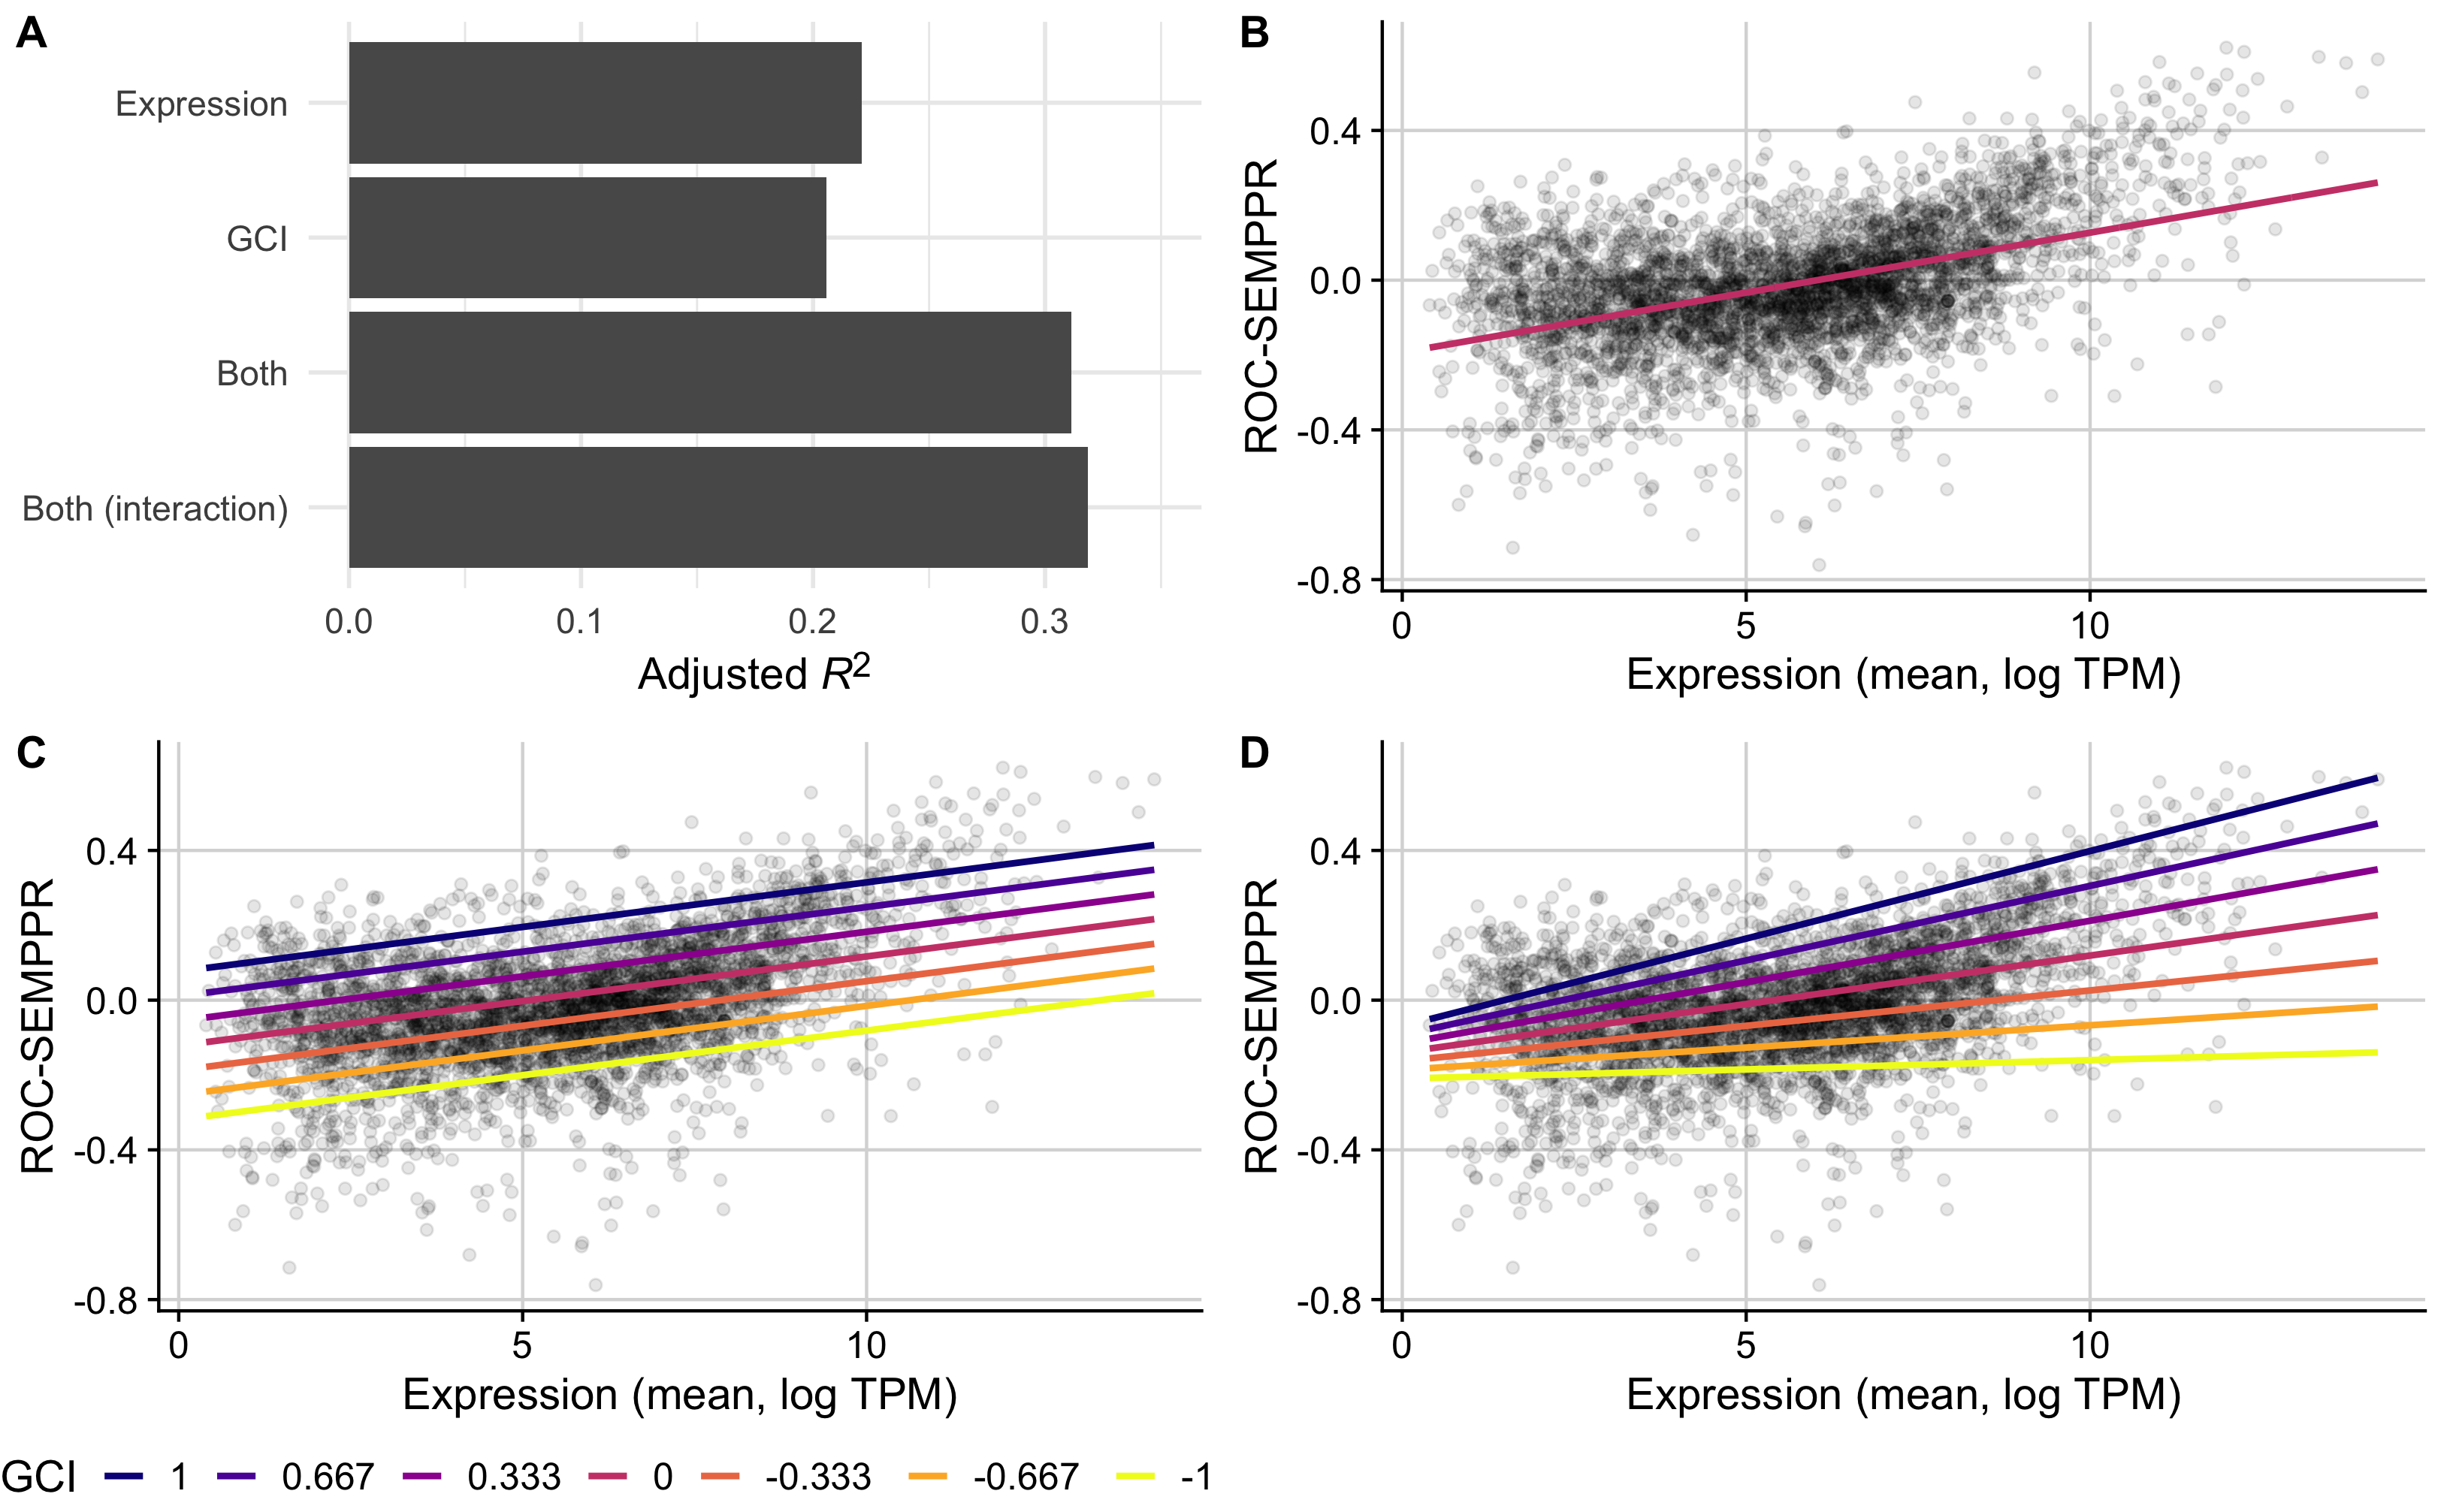 A
Expression
GCI
Both
Both (interaction)
0.0 0.1 0.2 0.3
Adjusted R²
B
ROC-SEMPPR
0.4
0.0
-0.4
-0.8
0 5 10
Expression (mean, log TPM)
C
ROC-SEMPPR
0.4
0.0
-0.4
-0.8
0 5 10
Expression (mean, log TPM)
D
ROC-SEMPPR
0.4
0.0
-0.4
-0.8
0 5 10
Expression (mean, log TPM)
GCI 1 0.667 0.333 0 -0.333 -0.667 -1